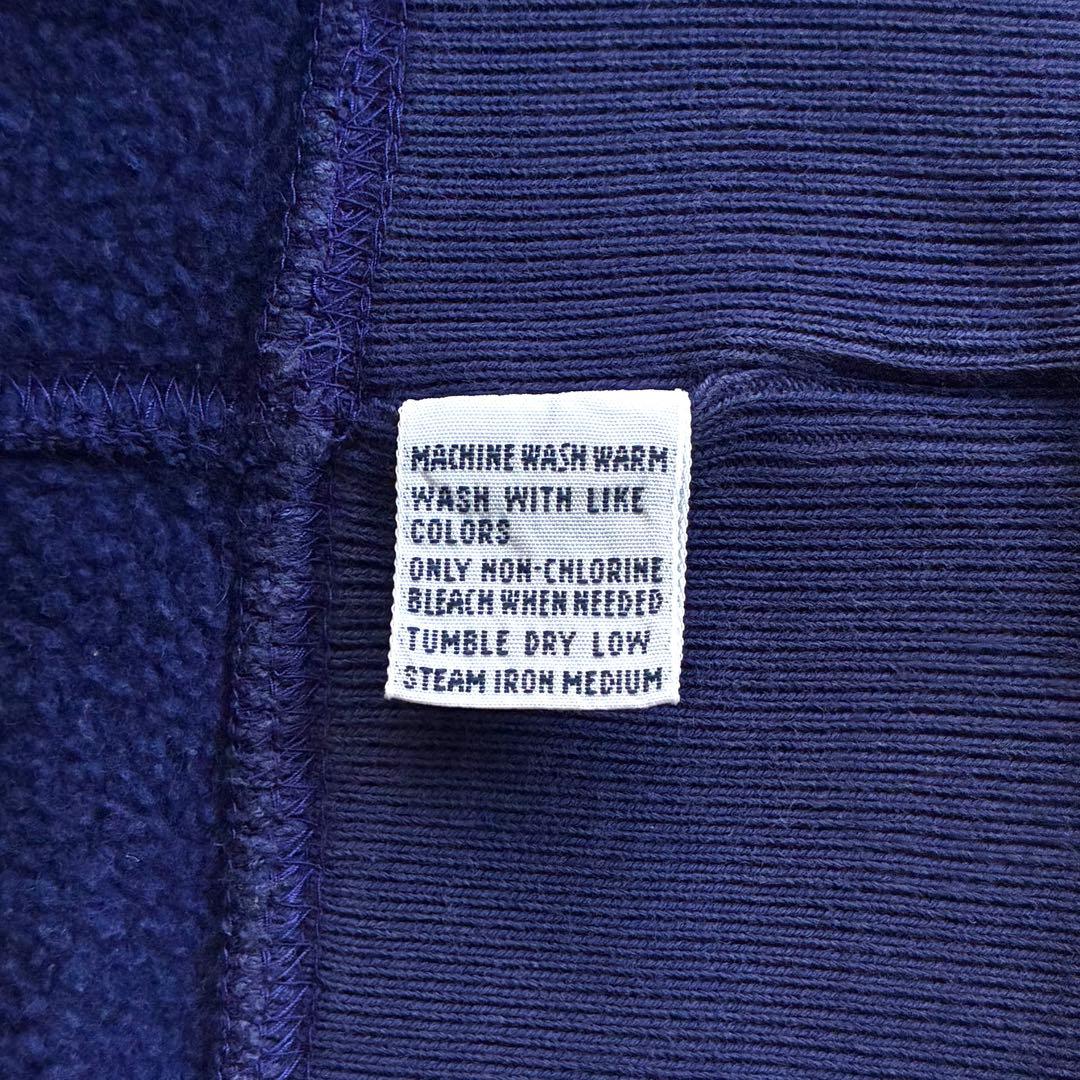 MACHINE WASH WARM
WASH WITH LIKE
COLORS
ONLY NON-CHLORINE
BLEACH WHEN NEEDED
TUMBLE DRY LOW
STEAM IRON MEDIUM